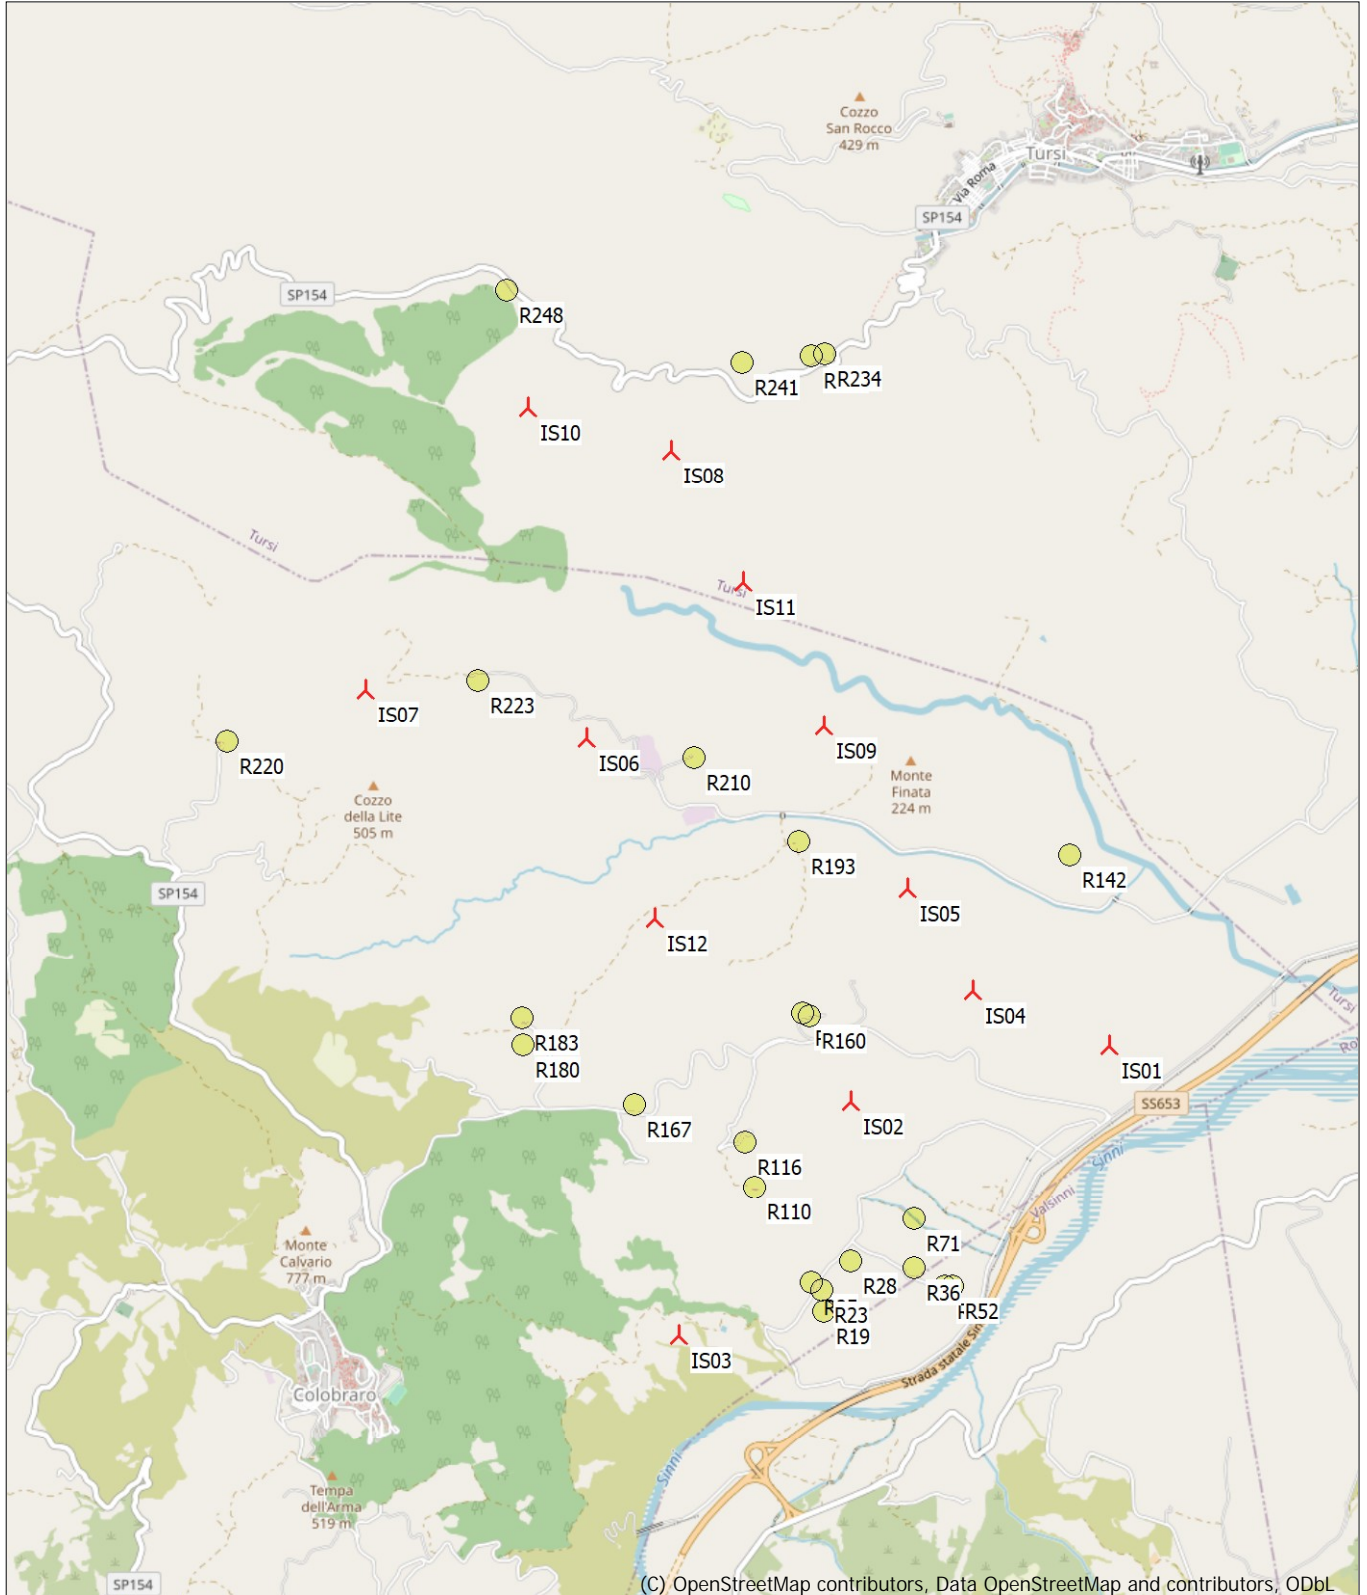 Cozzo
San Rocco
429 m
Tursi
Via Roma
SP154
SP154
R248
R241
R234
IS10
IS08
Tursi
Tursi
IS11
R223
IS07
IS06
R220
R210
IS09
Monte
Finata
224 m
Cozzo
della Lite
505 m
R193
R142
SP154
IS05
IS12
IS04
Tursi
R183
R160
R180
IS01
SS653
R167
IS02
Sinni
R116
Valsinni
R110
R71
Monte
Calvario
777 m
R28
R36
R52
R23
R19
IS03
Strada statale Sin
Colobraro
Sinni
Tempa
dell'Arma
519 m
SP154
(C) OpenStreetMap contributors, Data OpenStreetMap and contributors, ODbL